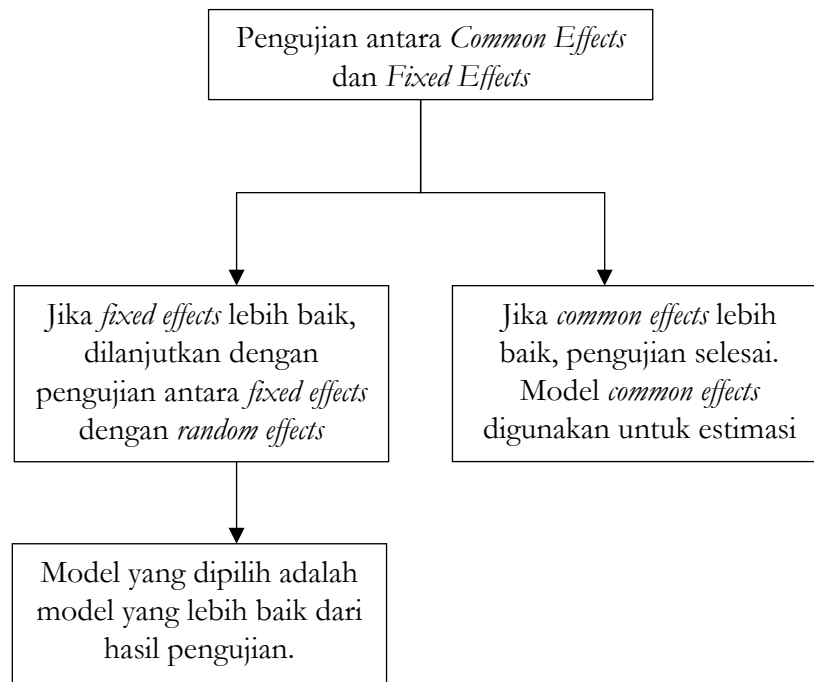 Pengujian antara Common Effects
dan Fixed Effects
Jika fixed effects lebih baik,
dilanjutkan dengan
pengujian antara fixed effects
dengan random effects
Jika common effects lebih
baik, pengujian selesai.
Model common effects
digunakan untuk estimasi
Model yang dipilih adalah
model yang lebih baik dari
hasil pengujian.